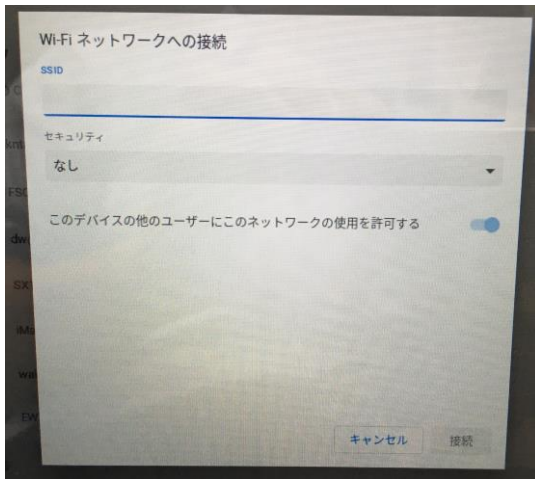 Wi-Fi ネットワークへの接続
SSID
セキュリティ
なし
このデバイスの他のユーザーにこのネットワークの使用を許可する
キャンセル
接続